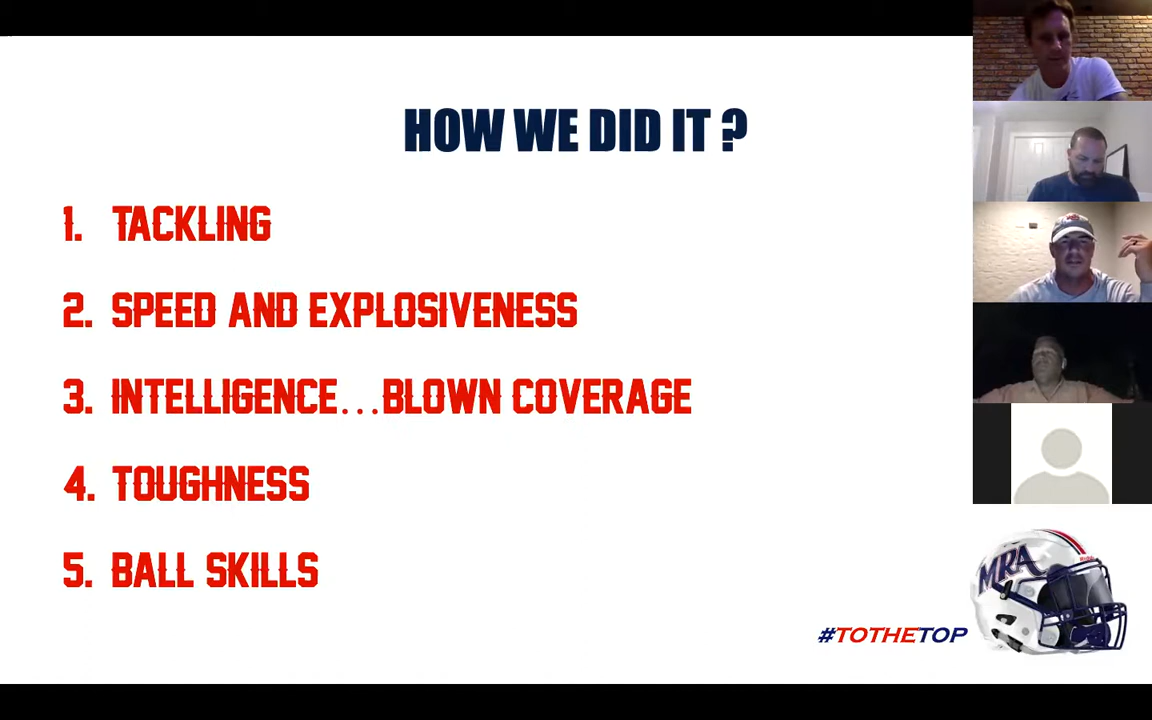 HOW WE DID IT ?
1. TACKLING
2. SPEED AND EXPLOSIVENESS
3. INTELLIGENCE...BLOWN COVERAGE
4. TOUGHNESS
5. BALL SKILLS
MRA
#TOTHETOP